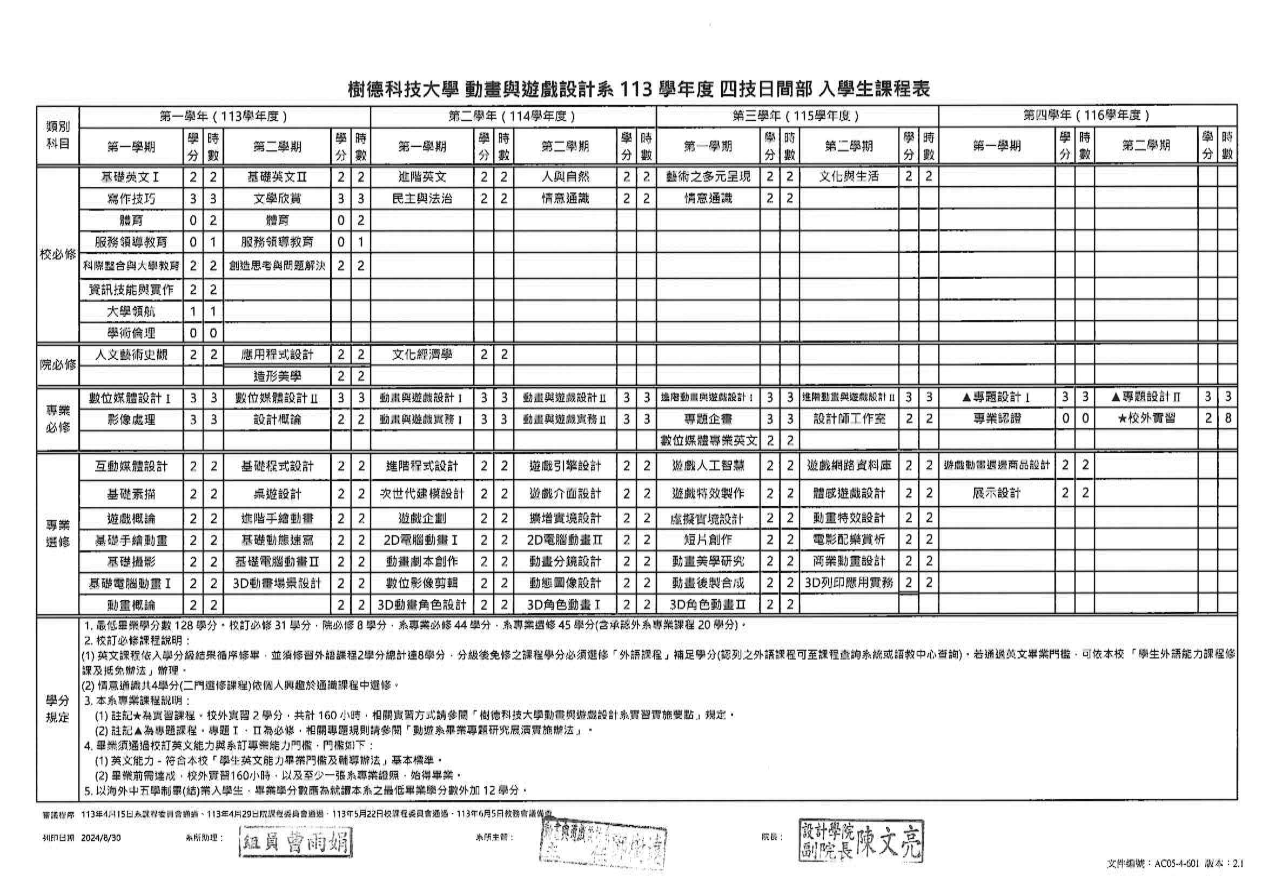 樹德科技大學 動畫與遊戲設計系 113 學年度 四技日間部 入學生課程表
類別科目 第一學年(113學年度) 第二學年(114學年度) 第三學年(115學年度) 第四學年(116學年度)
第一學期 學分 時數 第二學期 學分 時數 第一學期 學分 時數 第二學期 學分 時數 第一學期 學分 時數 第二學期 學分 時數 第一學期 學分 時數 第二學期 學分 時數
校必修
基礎英文 I 2 2 基礎英文 II 2 2 進階英文 2 2 人與自然 2 2 藝術之多元呈現 2 2 文化與生活 2 2
寫作技巧 3 3 文學欣賞 3 3 民主與法治 2 2 情意通識 2 2 情意通識 2 2
體育 0 2 體育 0 2
服務領導教育 0 1 服務領導教育 0 1
科際整合與大學教育 2 2 創造思考與問題解決 2 2
資訊技能與實作 2 2
大學領航 1 1
學術倫理 0 0
院必修
人文藝術史觀 2 2 應用程式設計 2 2 文化經濟學 2 2
造形美學 2 2
專業必修
數位媒體設計 I 3 3 數位媒體設計 II 3 3 動畫與遊戲設計 I 3 3 動畫與遊戲設計 II 3 3 進階動畫與遊戲設計 I 3 3 進階動畫與遊戲設計 II 3 3 ▲專題設計 I 3 3 ▲專題設計 II 3 3
影像處理 3 3 設計概論 2 2 動畫與遊戲實務 I 3 3 動畫與遊戲實務 II 3 3 專題企畫 3 3 設計師工作室 2 2 專業認證 0 0 ★校外實習 2 8
數位媒體專業英文 2 2
專業選修
互動媒體設計 2 2 基礎程式設計 2 2 進階程式設計 2 2 遊戲引擎設計 2 2 遊戲人工智慧 2 2 遊戲網路資料庫 2 2 遊戲動畫週邊商品設計 2 2
基礎素描 2 2 桌遊設計 2 2 次世代建模設計 2 2 遊戲介面設計 2 2 遊戲特效製作 2 2 體感遊戲設計 2 2 展示設計 2 2
遊戲概論 2 2 進階手繪動畫 2 2 遊戲企劃 2 2 擴增實境設計 2 2 虛擬實境設計 2 2 動畫特效設計 2 2
基礎手繪動畫 2 2 基礎動態速寫 2 2 2D電腦動畫 I 2 2 2D電腦動畫 II 2 2 短片創作 2 2 電影配樂賞析 2 2
基礎攝影 2 2 基礎電腦動畫 II 2 2 動畫劇本創作 2 2 動畫分鏡設計 2 2 動畫美學研究 2 2 商業動畫設計 2 2
基礎電腦動畫 I 2 2 3D動畫場景設計 2 2 數位影像剪輯 2 2 動態圖像設計 2 2 動畫後製合成 2 2 3D列印應用實務 2 2
動畫概論 2 2 2 2 3D動畫角色設計 2 2 3D角色動畫 I 2 2 3D角色動畫 II 2 2
學分規定
1. 最低畢業學分數 128 學分。校訂必修 31 學分，院必修 8 學分，系專業必修 44 學分，系專業選修 45 學分(含承認外系專業課程 20 學分)。
2. 校訂必修課程說明：
(1) 英文課程依入學分級結果循序修畢，並須修習外語課程2學分總計達8學分，分級後免修之課程學分必須選修「外語課程」補足學分(認列之外語課程可至課程查詢系統或語教中心查詢)。若通過英文畢業門檻，可依本校「學生外語能力課程修
課及抵免辦法」辦理。
(2) 情意通識共4學分(二門選修課程)依個人興趣於通識課程中選修。
3. 本系專業課程說明：
(1) 註記★為實習課程。校外實習 2 學分，共計 160 小時，相關實習方式請參閱「樹德科技大學動畫與遊戲設計系實習實施要點」規定。
(2) 註記▲為專題課程。專題 I、II為必修，相關專題規則請參閱「動遊系畢業專題研究展演實施辦法」。
4. 畢業須通過校訂英文能力與系訂專業能力門檻，門檻如下：
(1) 英文能力 - 符合本校「學生英文能力畢業門檻及輔導辦法」基本標準。
(2) 畢業前需達成，校外實習160小時，以及至少一張系專業證照，始得畢業。
5. 以海外中五學制畢(結)業入學生，畢業學分數應為就讀本系之最低畢業學分數外加 12 學分。
審議程序 113年4月15日系課程委員會通過、113年4月29日院課程委員會通過、113年5月22日校課程委員會通過、113年6月5日教務會議備查
列印日期 2024/8/30 系所助理： 組員曾雨娟 系所主管： 院長： 設計學院副院長陳文亮
文件編號：AC05-4-601 版本：2.1